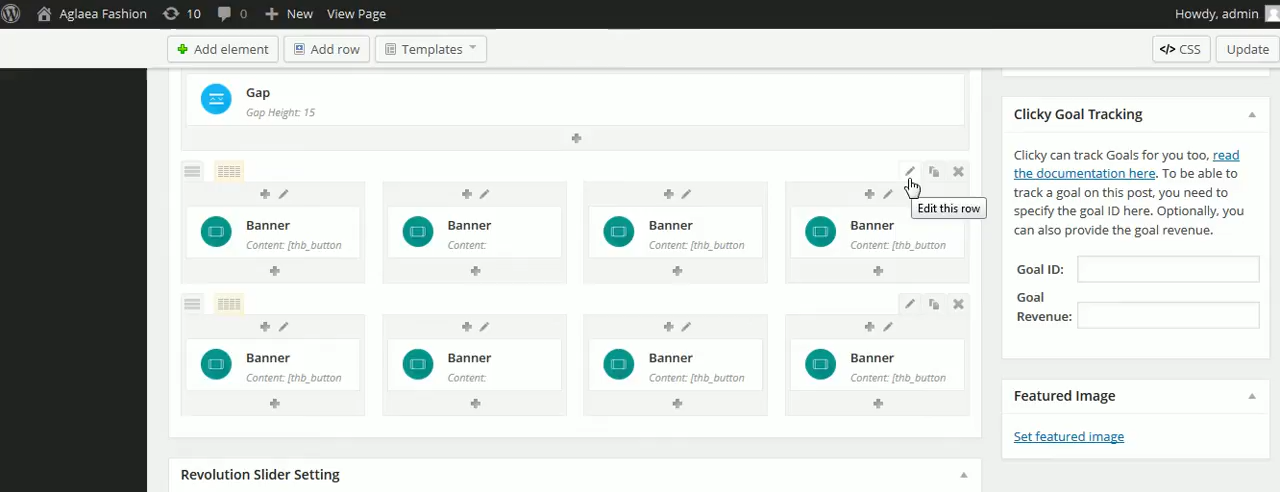 Aglaea Fashion 10 0 New View Page Howdy, admin
Add element Add row Templates </> CSS Update
Gap
Gap Height: 15
Clicky Goal Tracking
Clicky can track Goals for you too, read
the documentation here. To be able to
track a goal on this post, you need to
specify the goal ID here. Optionally, you
can also provide the goal revenue.
Goal ID:
Goal
Revenue:
Edit this row
Banner Banner Banner Banner
Content: [thb_button Content: Content: [thb_button Content: [thb_button
Banner Banner Banner Banner
Content: [thb_button Content: Content: [thb_button Content: [thb_button
Featured Image
Set featured image
Revolution Slider Setting